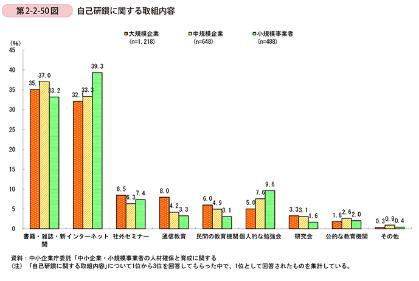 第2-2-50図 自己研鑽に関する取組内容
(%)
大規模企業 中規模企業 小規模事業者
(n=1,218) (n=648) (n=488)
45
40
35
30
25
20
15
10
5
0
35. 37.0 33.2
32. 33.3 39.3
8.5 6.3 7.4
8.0 4.2 3.3
6.0 4.9 3.1
5.0 7.6 9.6
3.3 3.1 1.6
1.9 2.6 2.0
0.3 0.9 0.4
書籍・雑誌・新聞 インターネット 社外セミナー 通信教育 民間の教育機関 個人的な勉強会 研究会 公的な教育機関 その他
資料：中小企業庁委託「中小企業・小規模事業者の人材確保と育成に関する
(注) 「自己研鑽に関する取組内容」について1位から3位を回答してもらった中で、1位として回答されたものを集計している。